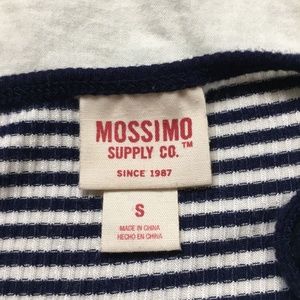 MOSSIMO
SUPPLY CO.™
SINCE 1987
S
MADE IN CHINA
HECHO EN CHINA